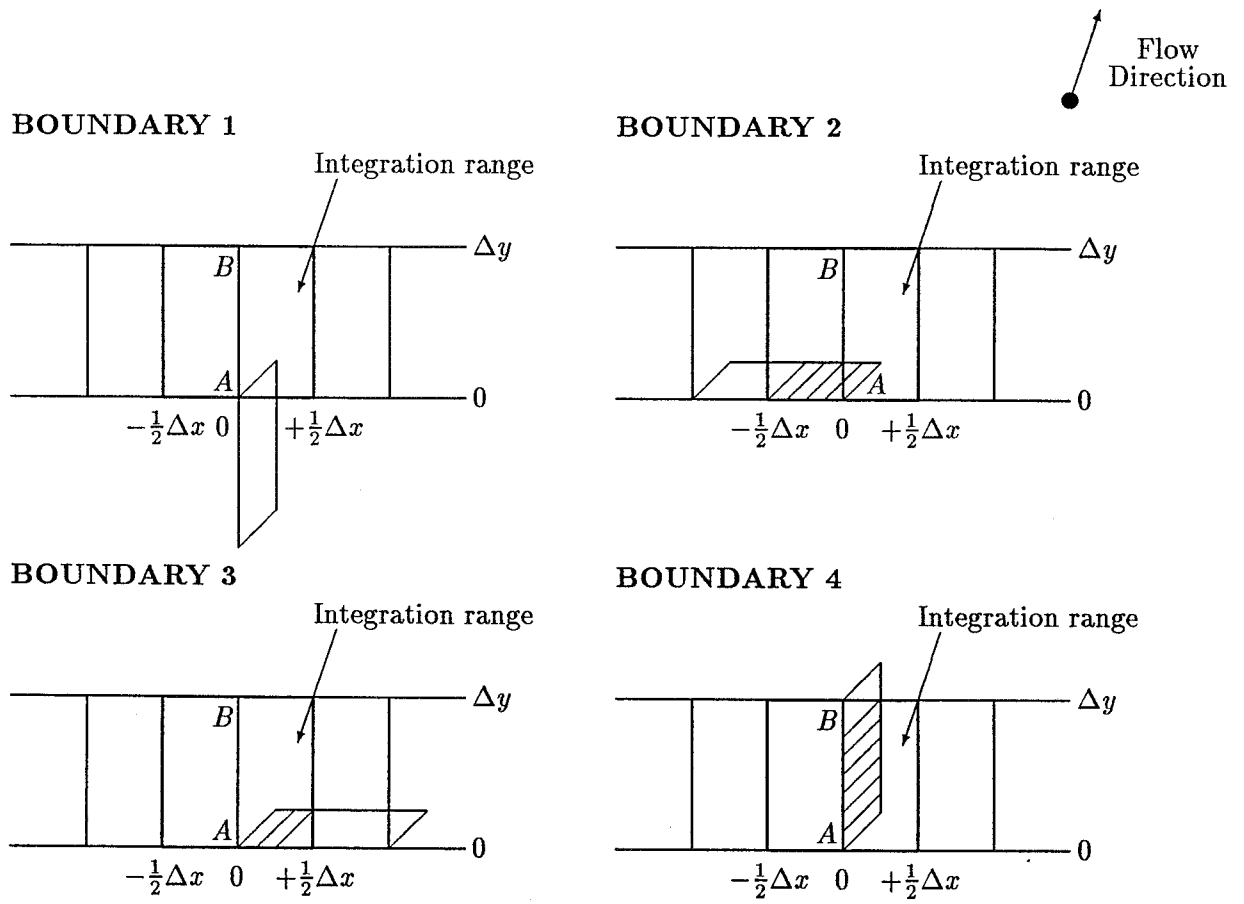 Flow
Direction
BOUNDARY 1
Integration range
Δy
B
A
0
−½Δx 0 +½Δx
BOUNDARY 2
Integration range
Δy
B
A
0
−½Δx 0 +½Δx
BOUNDARY 3
Integration range
Δy
B
A
0
−½Δx 0 +½Δx
BOUNDARY 4
Integration range
Δy
B
A
0
−½Δx 0 +½Δx